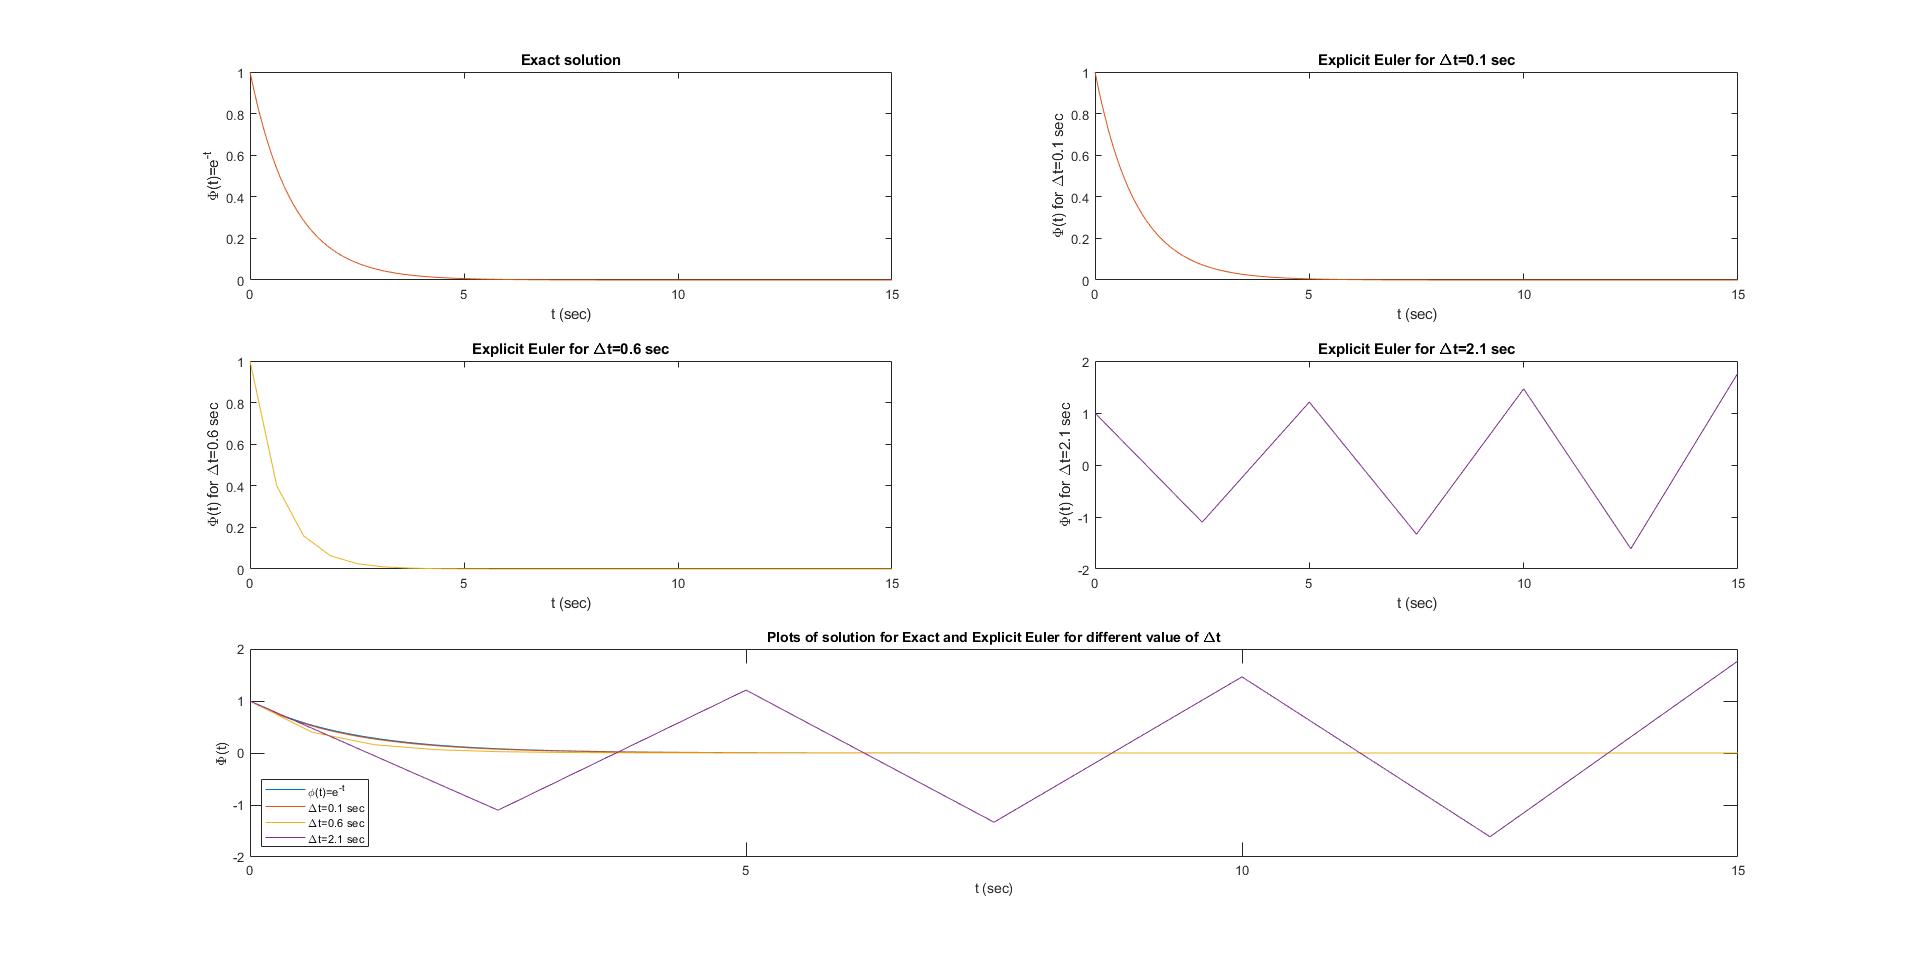 Exact solution
Φ(t)=e^-t
1
0.8
0.6
0.4
0.2
0
0 5 10 15
t (sec)
Explicit Euler for Δt=0.1 sec
Φ(t) for Δt=0.1 sec
1
0.8
0.6
0.4
0.2
0
0 5 10 15
t (sec)
Explicit Euler for Δt=0.6 sec
Φ(t) for Δt=0.6 sec
1
0.8
0.6
0.4
0.2
0
0 5 10 15
t (sec)
Explicit Euler for Δt=2.1 sec
Φ(t) for Δt=2.1 sec
2
1
0
-1
-2
0 5 10 15
t (sec)
Plots of solution for Exact and Explicit Euler for different value of Δt
Φ(t)
2
1
0
-1
-2
ϕ(t)=e^-t
Δt=0.1 sec
Δt=0.6 sec
Δt=2.1 sec
0 5 10 15
t (sec)